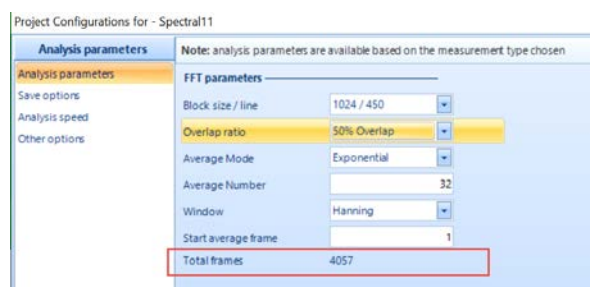 Project Configurations for - Spectral11
Analysis parameters
Note: analysis parameters are available based on the measurement type chosen
Analysis parameters
Save options
Analysis speed
Other options
FFT parameters
Block size / line 1024 / 450
Overlap ratio 50% Overlap
Average Mode Exponential
Average Number 32
Window Hanning
Start average frame 1
Total frames 4057